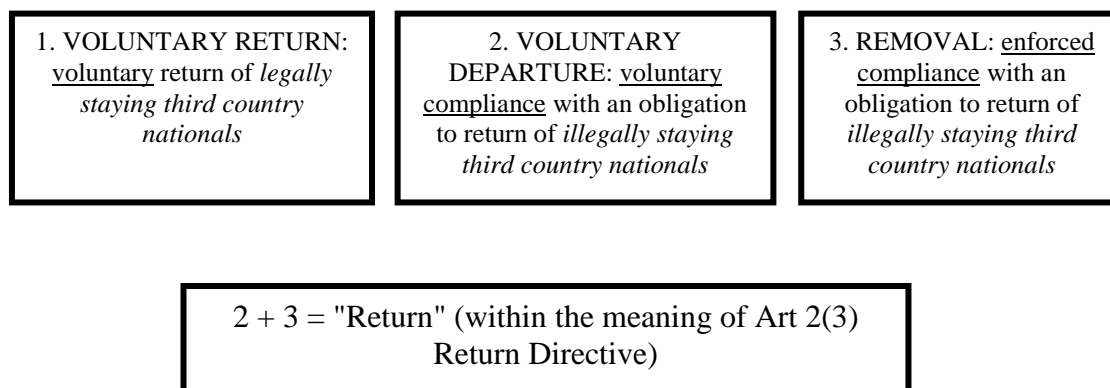 1. VOLUNTARY RETURN:
voluntary return of legally
staying third country
nationals
2. VOLUNTARY
DEPARTURE: voluntary
compliance with an obligation
to return of illegally staying
third country nationals
3. REMOVAL: enforced
compliance with an
obligation to return of
illegally staying third
country nationals
2 + 3 = "Return" (within the meaning of Art 2(3)
Return Directive)